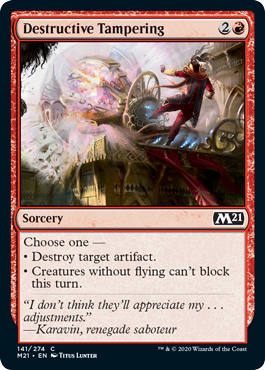 Destructive Tampering 2
Sorcery M21
Choose one —
• Destroy target artifact.
• Creatures without flying can't block
this turn.
"I don't think they'll appreciate my . . .
adjustments."
—Karavin, renegade saboteur
141/274 C
M21 • EN Titus Lunter ™ & © 2020 Wizards of the Coast